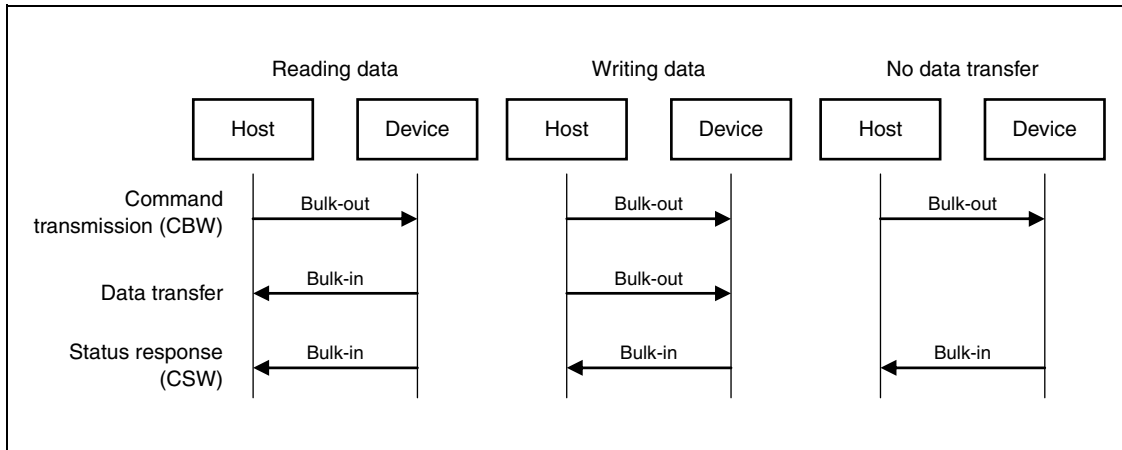 Reading data Writing data No data transfer
Host Device Host Device Host Device
Command
transmission (CBW)
Bulk-out Bulk-out Bulk-out
Data transfer
Bulk-in Bulk-out
Status response
(CSW)
Bulk-in Bulk-in Bulk-in